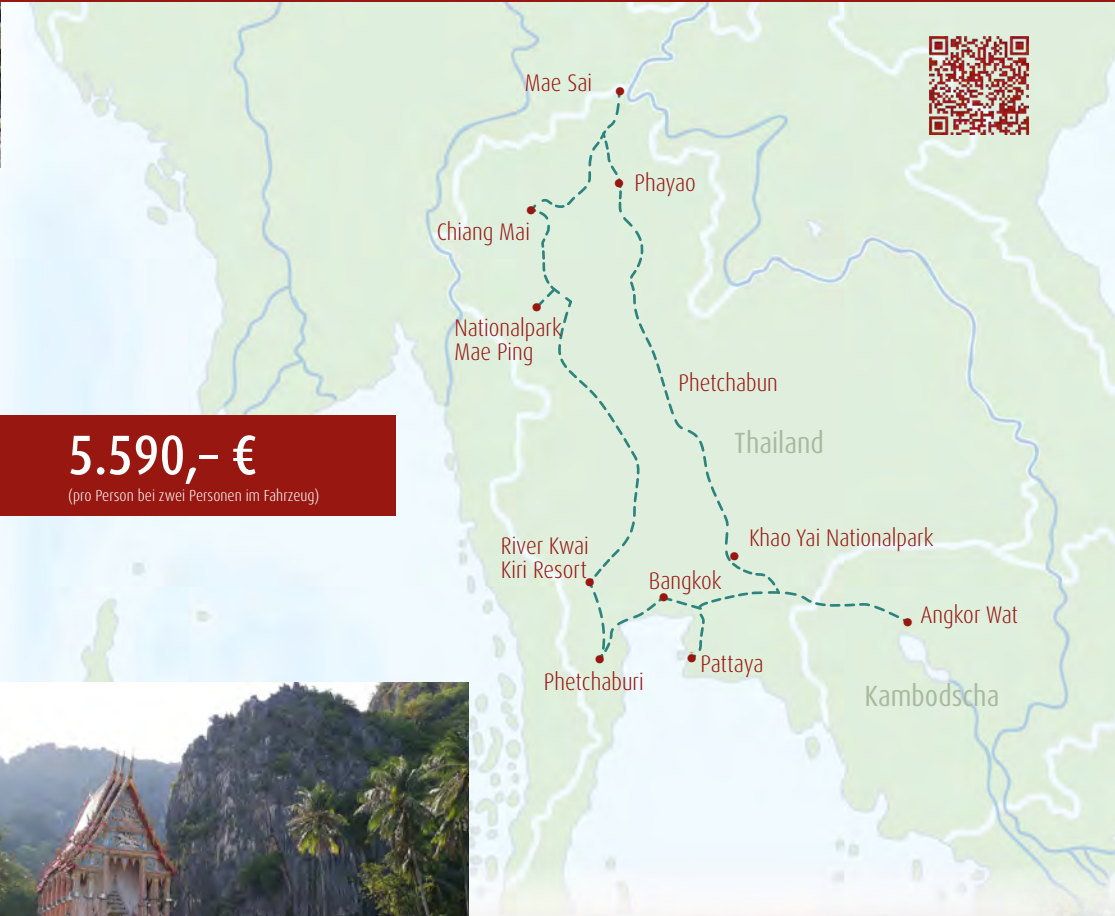 Mae Sai
Phayao
Chiang Mai
Nationalpark
Mae Ping
Phetchabun
5.590,– €
(pro Person bei zwei Personen im Fahrzeug)
Thailand
River Kwai
Kiri Resort
Khao Yai Nationalpark
Bangkok
Angkor Wat
Phetchaburi
Pattaya
Kambodscha